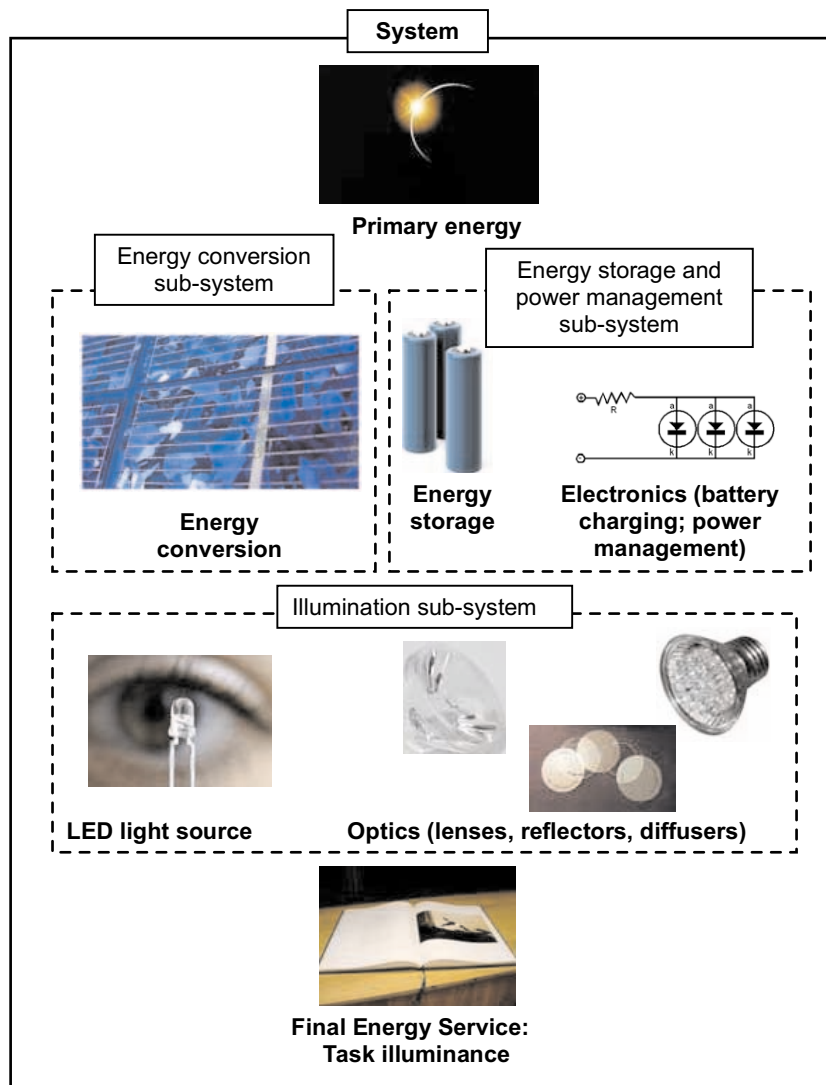 System
Primary energy
Energy conversion
sub-system
Energy storage and
power management
sub-system
Energy
conversion
Energy
storage
R
a
a
a
k
k
k
Electronics (battery
charging; power
management)
Illumination sub-system
LED light source
Optics (lenses, reflectors, diffusers)
Final Energy Service:
Task illuminance